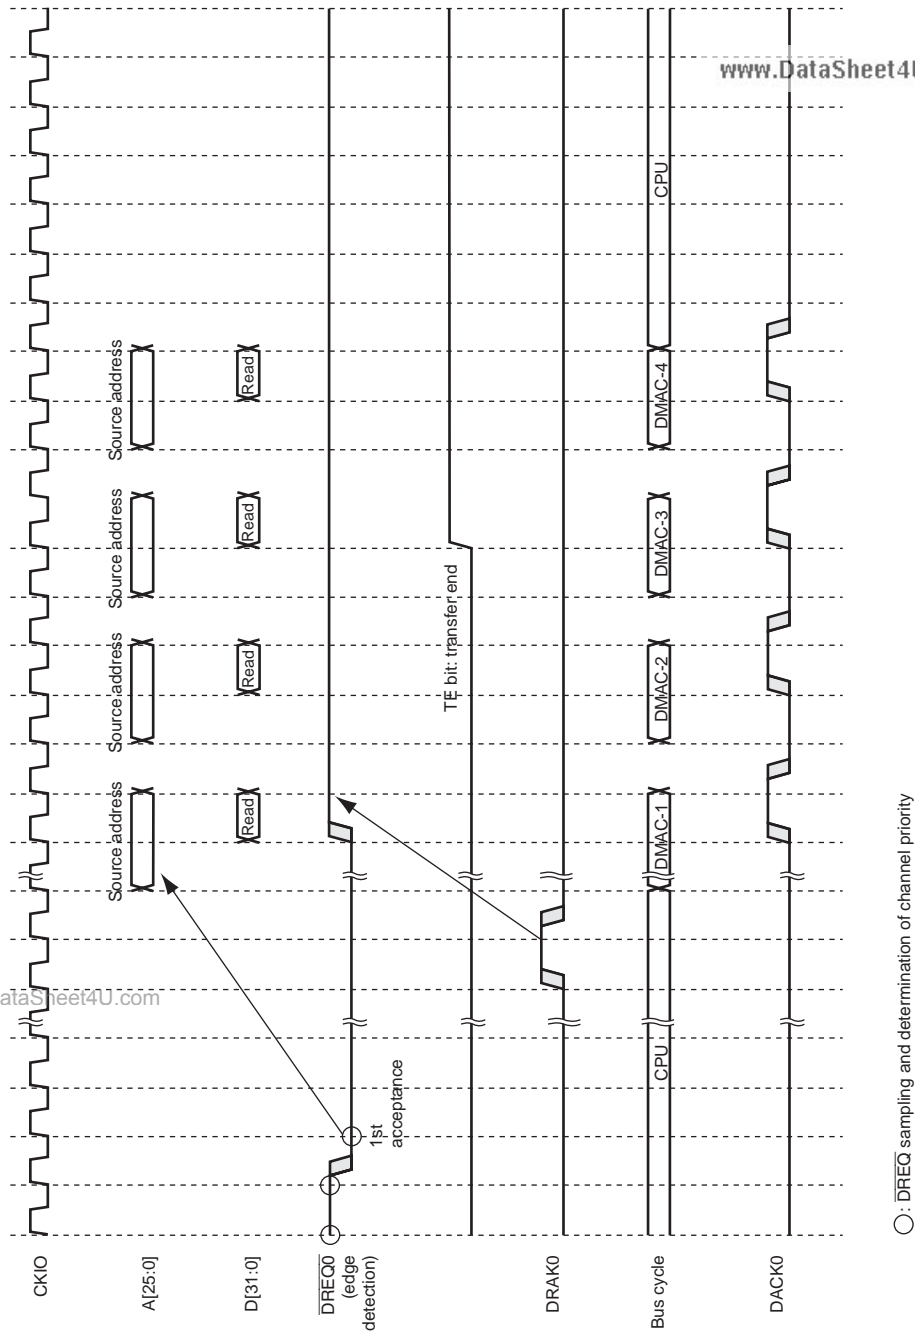 www.DataSheet4U
ataSheet4U.com
CKIO
A[25:0]
Source address
Source address
Source address
Source address
D[31:0]
Read
Read
Read
Read
DREQ0
(edge
detection)
1st
acceptance
TE bit: transfer end
DRAK0
Bus cycle
CPU
DMAC-1
DMAC-2
DMAC-3
DMAC-4
CPU
DACK0
: DREQ sampling and determination of channel priority